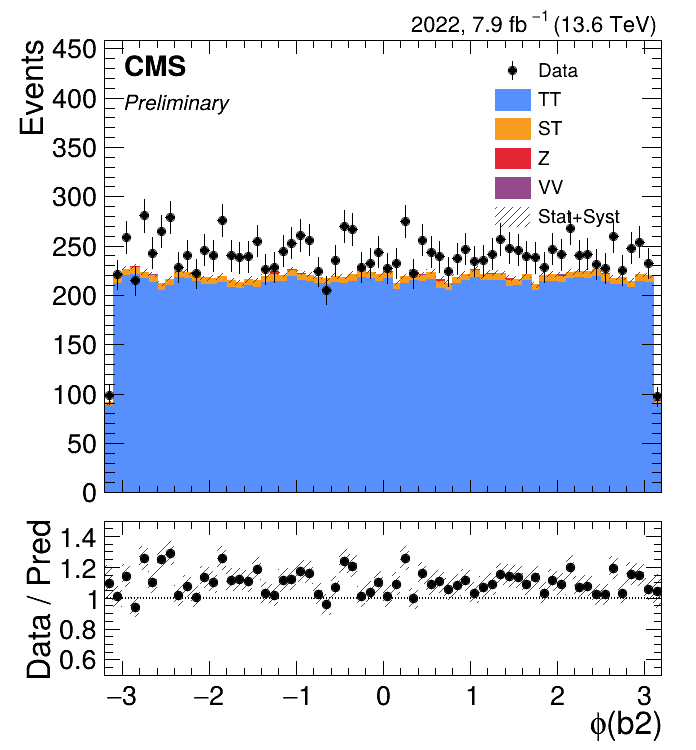 2022, 7.9 fb⁻¹ (13.6 TeV)
Events
450
400
350
300
250
200
150
100
50
0
CMS
Preliminary
Data
TT
ST
Z
VV
Stat+Syst
Data / Pred
1.4
1.2
1
0.8
0.6
−3 −2 −1 0 1 2 3
ϕ(b2)